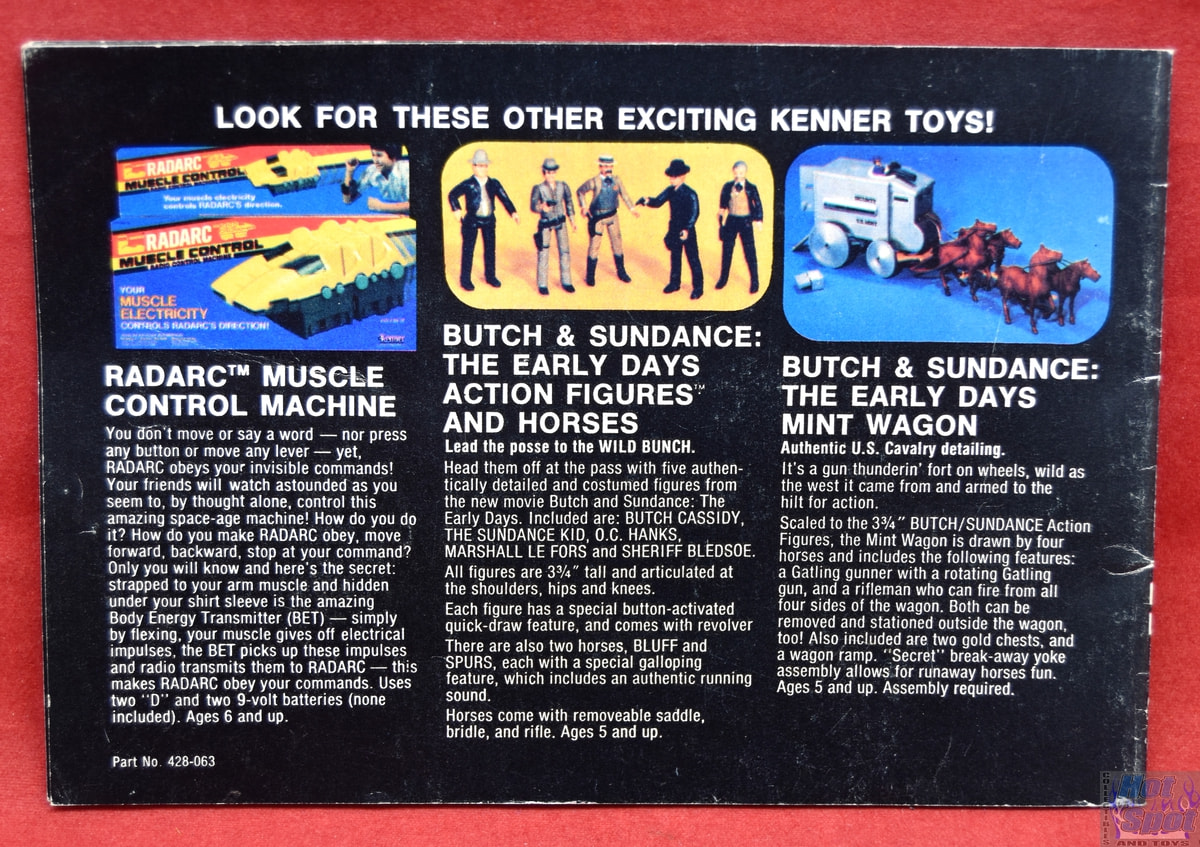 LOOK FOR THESE OTHER EXCITING KENNER TOYS!
RADARC
MUSCLE CONTROL
Your muscle electricity
controls RADARC's direction.
RADARC
MUSCLE CONTROL
RADIO CONTROL MACHINE
YOUR
MUSCLE
ELECTRICITY
CONTROLS RADARC'S DIRECTION!
Kenner
RADARC™ MUSCLE
CONTROL MACHINE
You don't move or say a word — nor press
any button or move any lever — yet,
RADARC obeys your invisible commands!
Your friends will watch astounded as you
seem to, by thought alone, control this
amazing space-age machine! How do you do
it? How do you make RADARC obey, move
forward, backward, stop at your command?
Only you will know and here's the secret:
strapped to your arm muscle and hidden
under your shirt sleeve is the amazing
Body Energy Transmitter (BET) — simply
by flexing, your muscle gives off electrical
impulses, the BET picks up these impulses
and radio transmits them to RADARC — this
makes RADARC obey your commands. Uses
two "D" and two 9-volt batteries (none
included). Ages 6 and up.
Part No. 428-063
BUTCH & SUNDANCE:
THE EARLY DAYS
ACTION FIGURES™
AND HORSES
Lead the posse to the WILD BUNCH.
Head them off at the pass with five authen-
tically detailed and costumed figures from
the new movie Butch and Sundance: The
Early Days. Included are: BUTCH CASSIDY,
THE SUNDANCE KID, O.C. HANKS,
MARSHALL LE FORS and SHERIFF BLEDSOE.
All figures are 3¾" tall and articulated at
the shoulders, hips and knees.
Each figure has a special button-activated
quick-draw feature, and comes with revolver
There are also two horses, BLUFF and
SPURS, each with a special galloping
feature, which includes an authentic running
sound.
Horses come with removeable saddle,
bridle, and rifle. Ages 5 and up.
BUTCH & SUNDANCE:
THE EARLY DAYS
MINT WAGON
Authentic U.S. Cavalry detailing.
It's a gun thunderin' fort on wheels, wild as
the west it came from and armed to the
hilt for action.
Scaled to the 3¾" BUTCH/SUNDANCE Action
Figures, the Mint Wagon is drawn by four
horses and includes the following features:
a Gatling gunner with a rotating Gatling
gun, and a rifleman who can fire from all
four sides of the wagon. Both can be
removed and stationed outside the wagon,
too! Also included are two gold chests, and
a wagon ramp. "Secret" break-away yoke
assembly allows for runaway horses fun.
Ages 5 and up. Assembly required.
COLLECTIBLES
Hot
Spot
AND TOYS